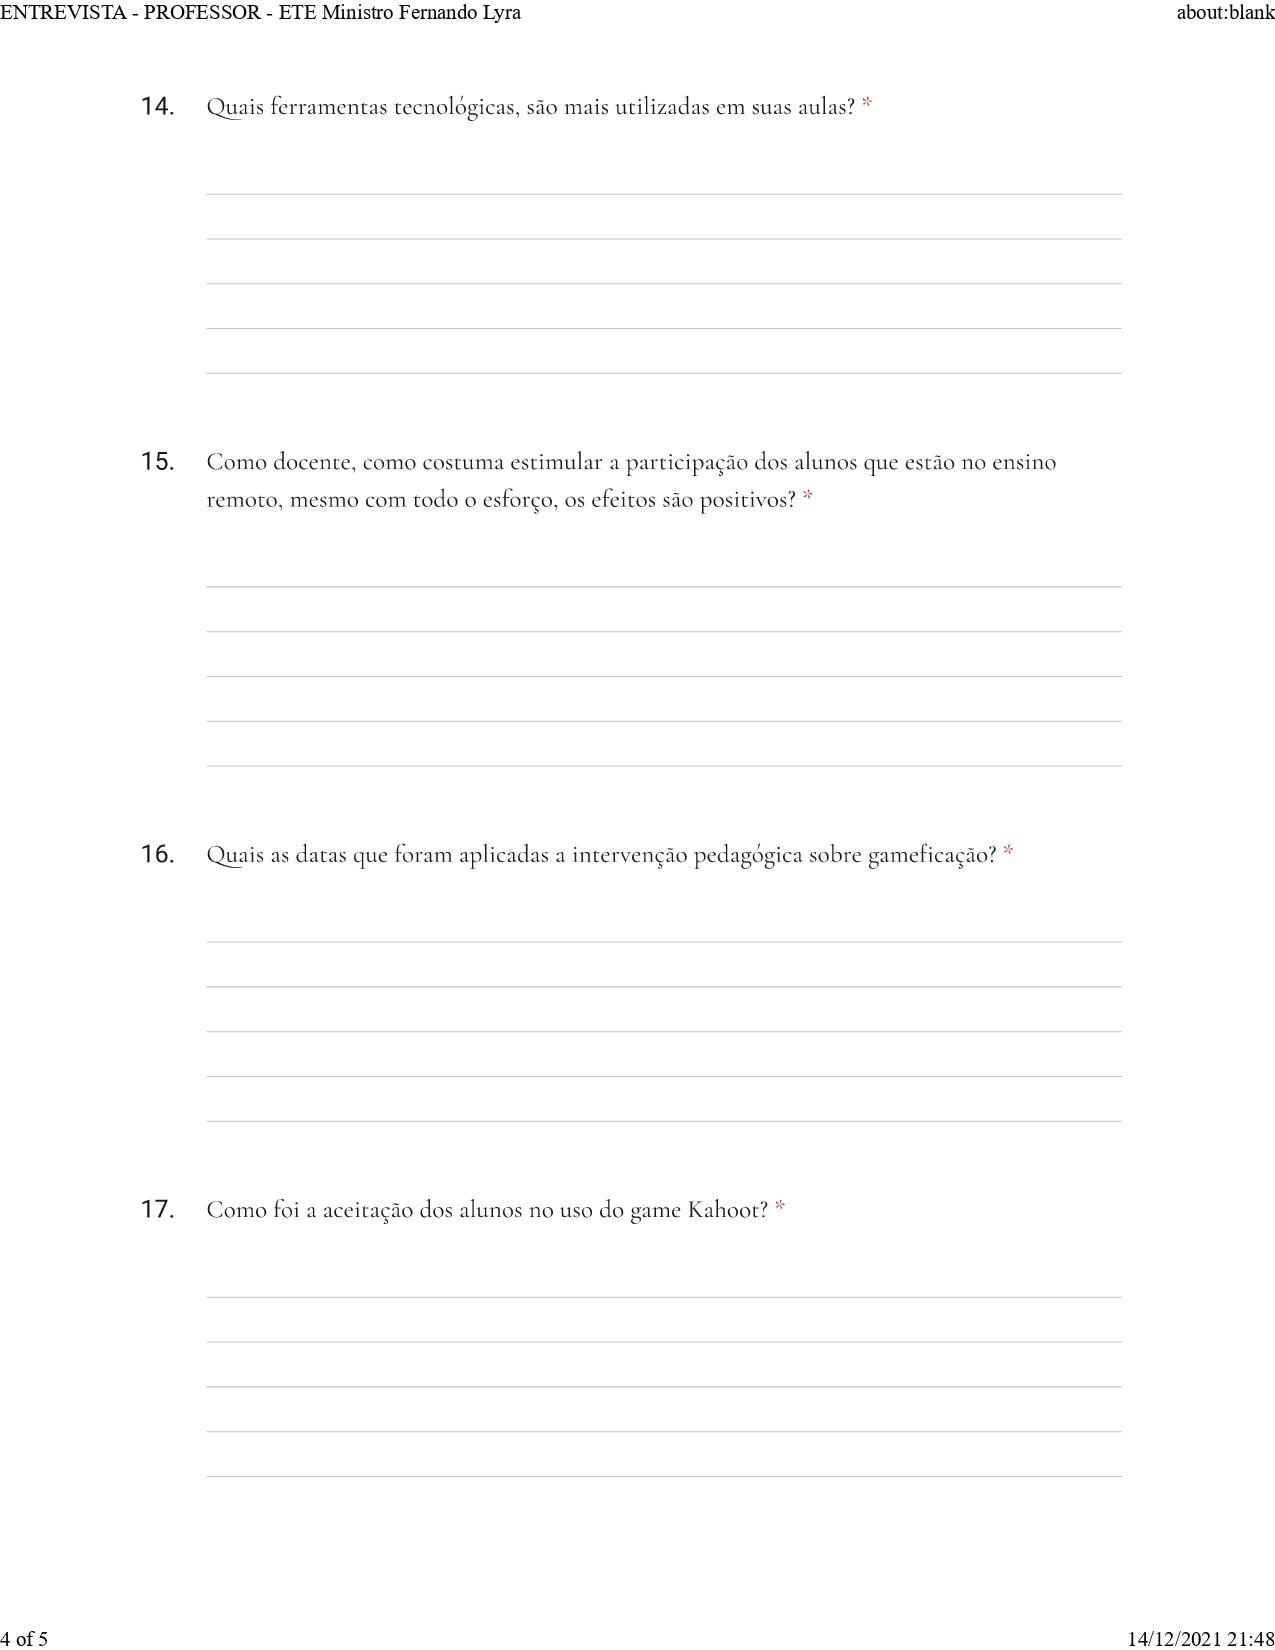 ENTREVISTA - PROFESSOR - ETE Ministro Fernando Lyra about:blank
14. Quais ferramentas tecnológicas, são mais utilizadas em suas aulas? *
15. Como docente, como costuma estimular a participação dos alunos que estão no ensino
remoto, mesmo com todo o esforço, os efeitos são positivos? *
16. Quais as datas que foram aplicadas a intervenção pedagógica sobre gameficação? *
17. Como foi a aceitação dos alunos no uso do game Kahoot? *
4 of 5 14/12/2021 21:48